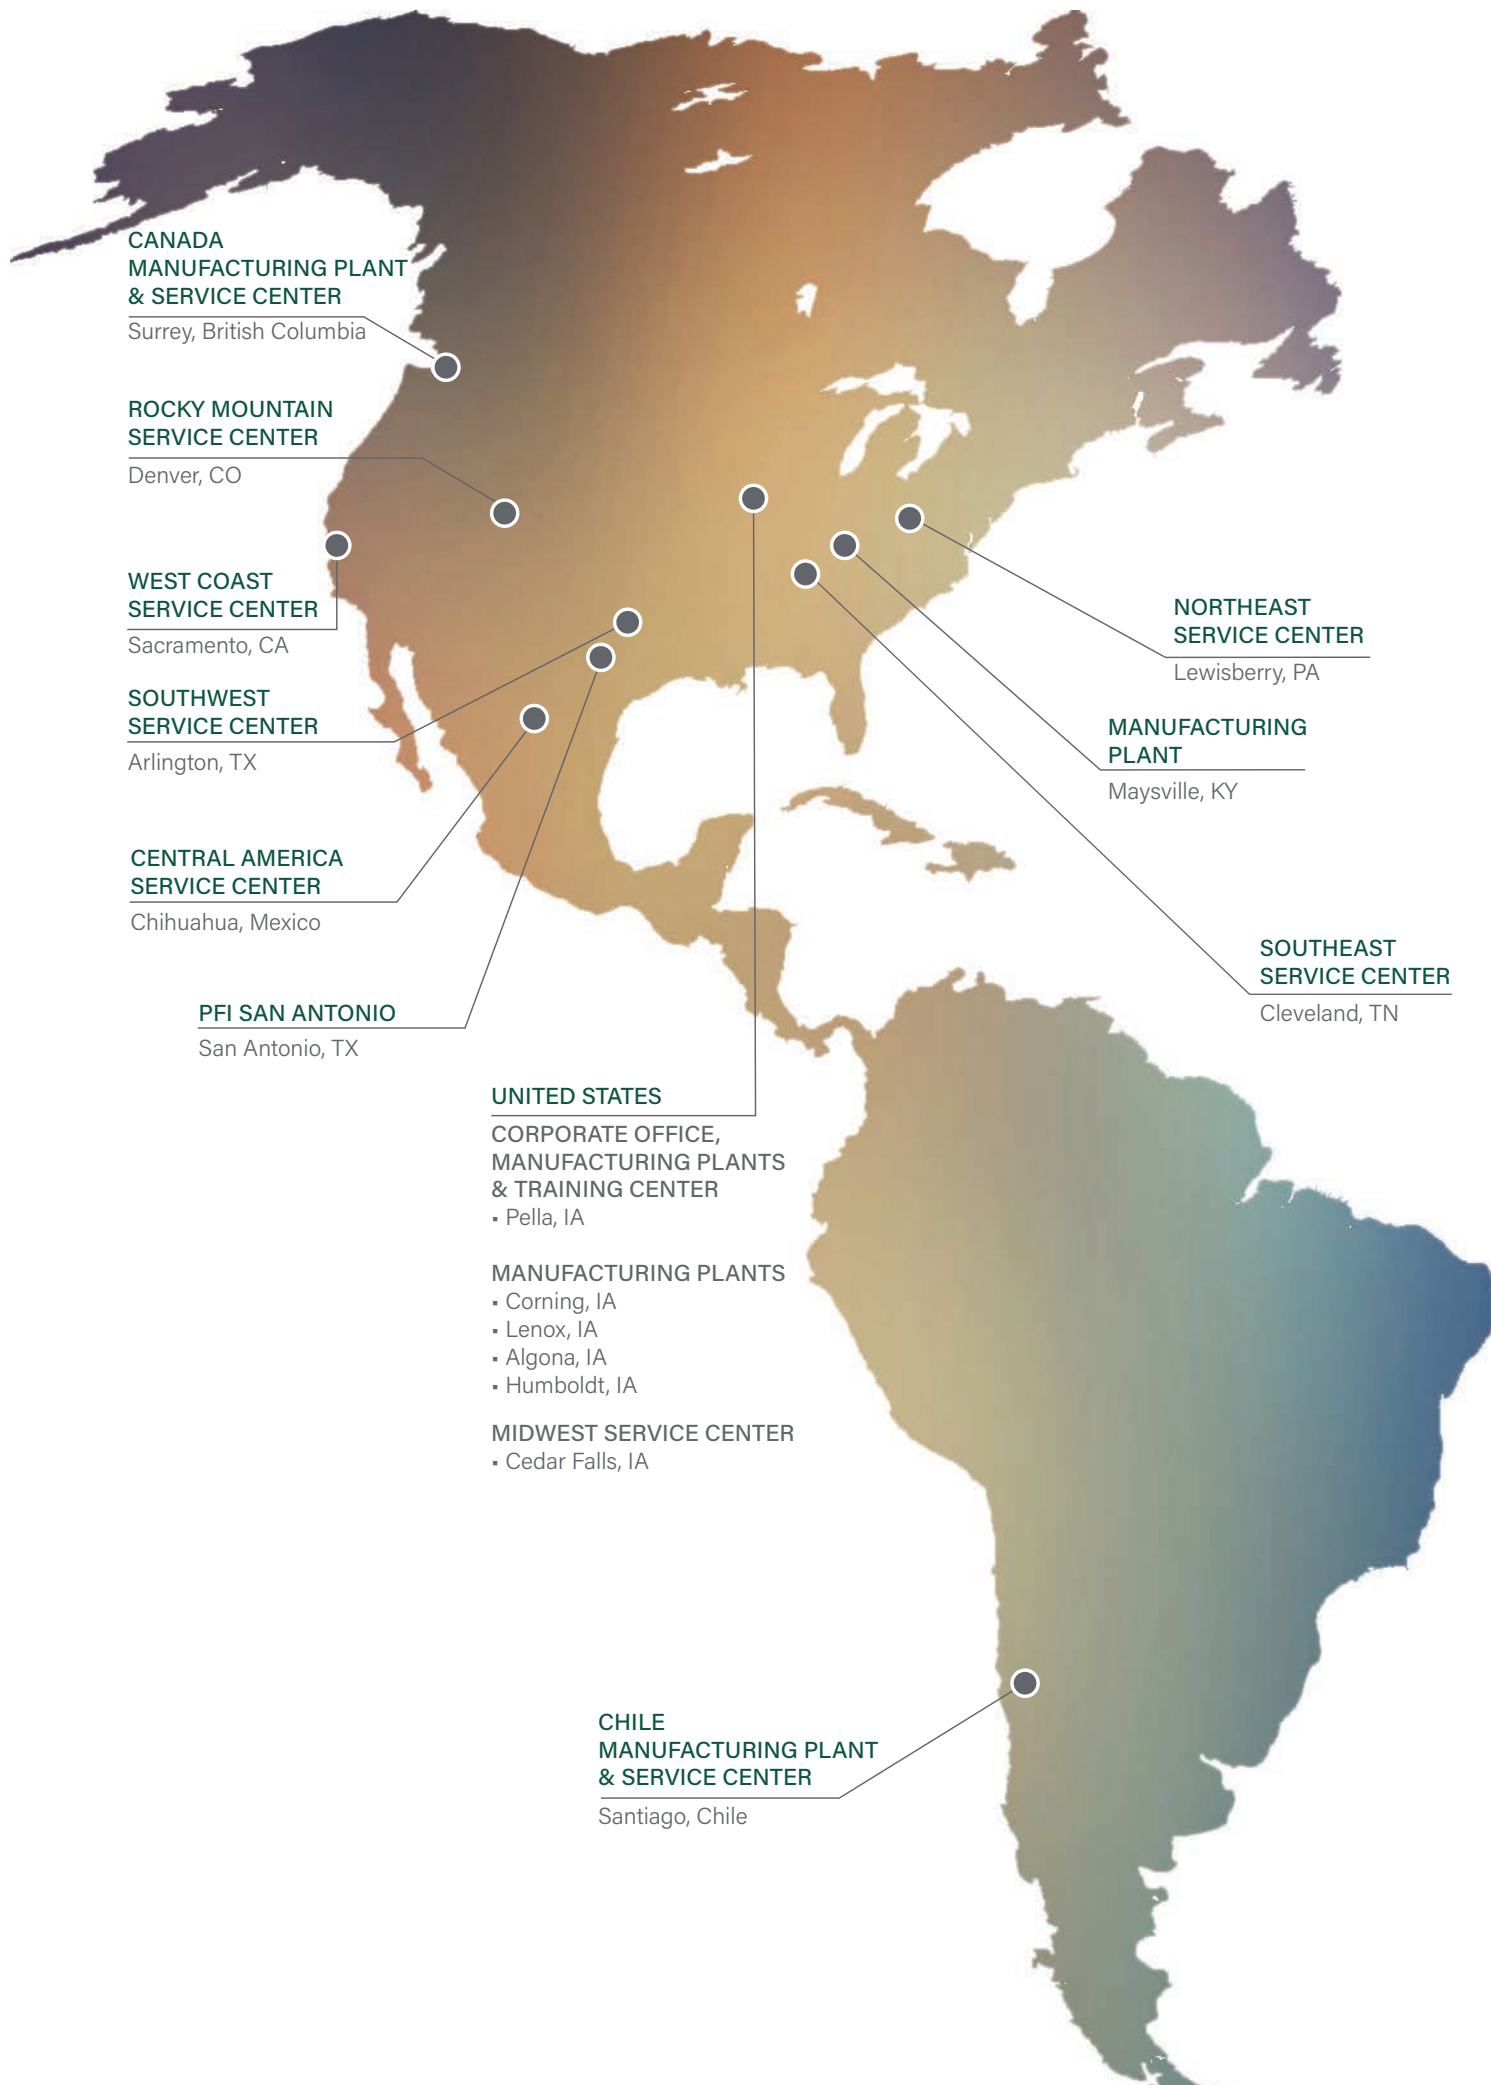 CANADA
MANUFACTURING PLANT
& SERVICE CENTER
Surrey, British Columbia
ROCKY MOUNTAIN
SERVICE CENTER
Denver, CO
WEST COAST
SERVICE CENTER
Sacramento, CA
SOUTHWEST
SERVICE CENTER
Arlington, TX
CENTRAL AMERICA
SERVICE CENTER
Chihuahua, Mexico
PFI SAN ANTONIO
San Antonio, TX
NORTHEAST
SERVICE CENTER
Lewisberry, PA
MANUFACTURING
PLANT
Maysville, KY
SOUTHEAST
SERVICE CENTER
Cleveland, TN
UNITED STATES
CORPORATE OFFICE,
MANUFACTURING PLANTS
& TRAINING CENTER
▪ Pella, IA
MANUFACTURING PLANTS
▪ Corning, IA
▪ Lenox, IA
▪ Algona, IA
▪ Humboldt, IA
MIDWEST SERVICE CENTER
▪ Cedar Falls, IA
CHILE
MANUFACTURING PLANT
& SERVICE CENTER
Santiago, Chile